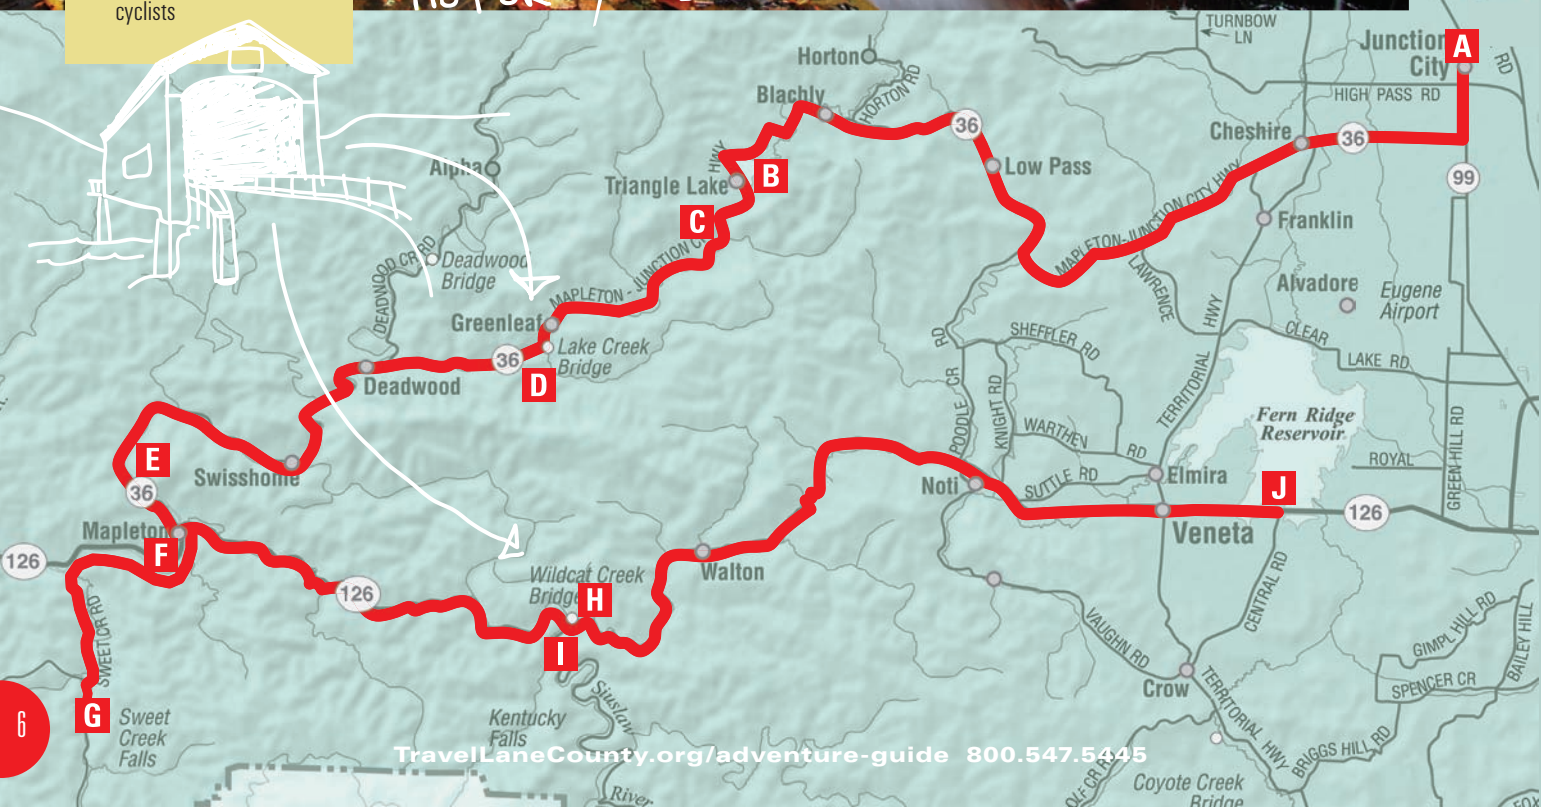 cyclists
TURNBOW
LN
Junction
City
A
RD
Horton
HORTON RD
Blachly
HIGH PASS RD
36
Cheshire
36
Low Pass
HWY
B
Triangle Lake
99
Alpha
C
MAPLETON-JUNCTION CITY HWY
Franklin
DEADWOOD CR RD
Deadwood
Bridge
LAWRENCE
Alvadore
Eugene
Airport
MAPLETON - JUNCTION
HWY
Greenleaf
SHEFFLER RD
CLEAR
LAKE RD
RD
36
Lake Creek
Bridge
Deadwood
D
TERRITORIAL
POODLE CR
KNIGHT RD
Fern Ridge
Reservoir
GREEN HILL RD
WARTHEN
RD
E
Swisshome
ROYAL
36
Noti
SUTTLE RD
Elmira
J
126
Mapleton
Veneta
126
F
Wildcat Creek
Bridge
Walton
126
H
CENTRAL RD
SWEET CR RD
I
VAUGHN RD
GIMPL HILL RD
BAILEY HILL
Crow
SPENCER CR
Siuslaw
G
Sweet
Creek
Falls
6
Kentucky
Falls
TERRITORIAL HWY
BRIGGS HILL RD
TravelLaneCounty.org/adventure-guide 800.547.5445
River
Coyote Creek
Bridge